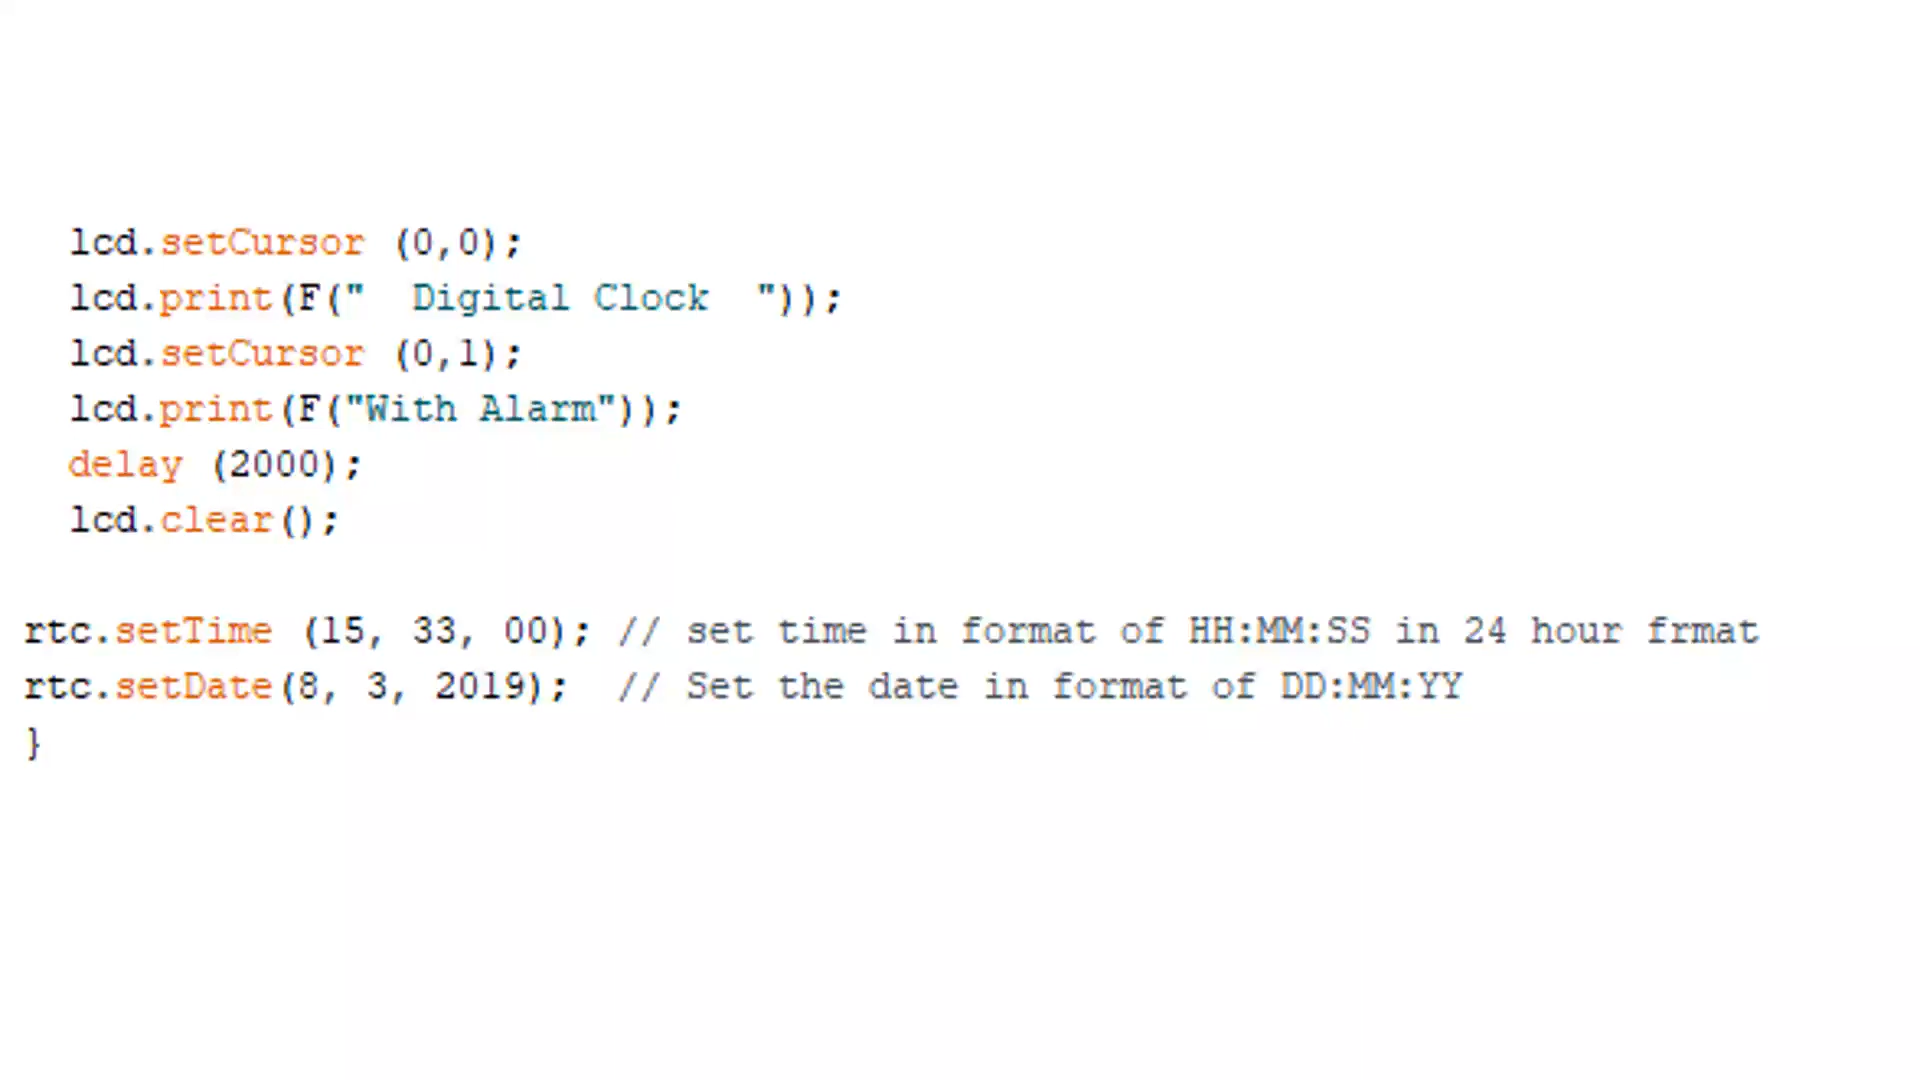 lcd.setCursor (0,0);
lcd.print(F("  Digital Clock  "));
lcd.setCursor (0,1);
lcd.print(F("With Alarm"));
delay (2000);
lcd.clear();
rtc.setTime (15, 33, 00); // set time in format of HH:MM:SS in 24 hour frmat
rtc.setDate(8, 3, 2019);  // Set the date in format of DD:MM:YY
}